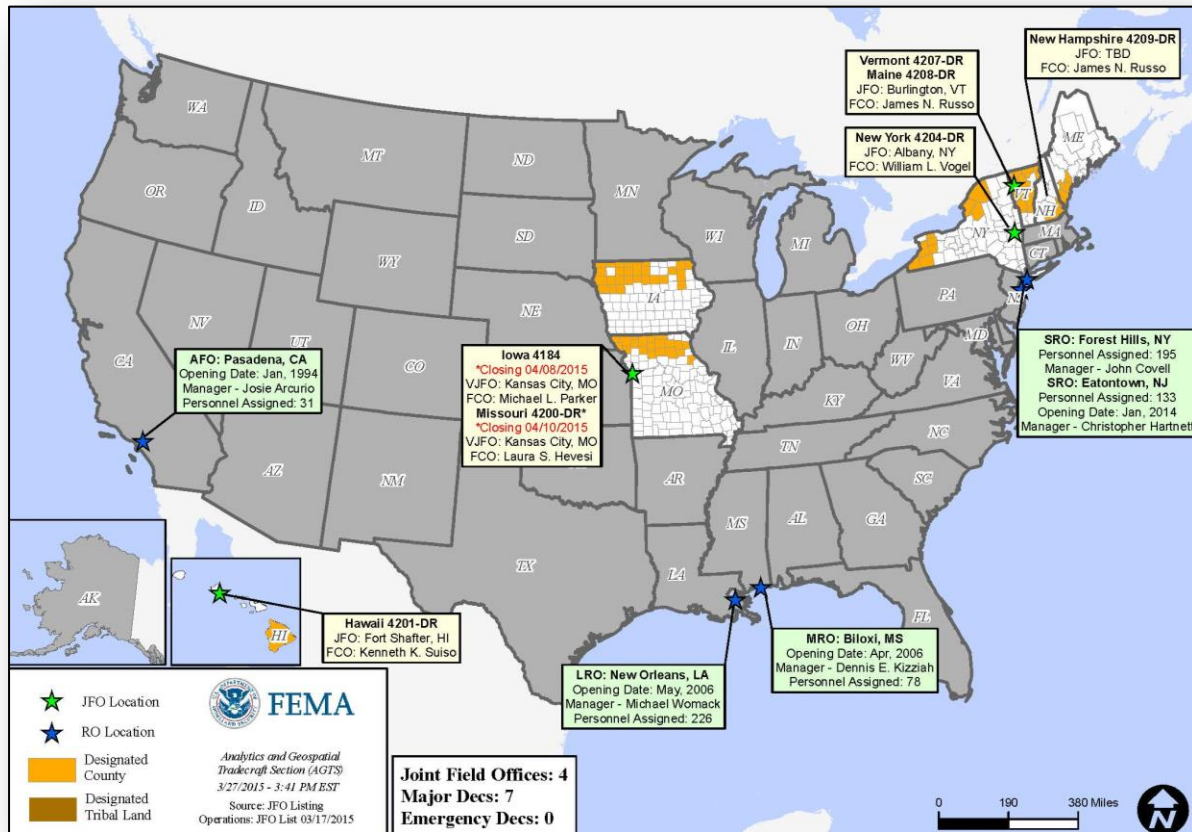 New Hampshire 4209-DR
JFO: TBD
FCO: James N. Russo
Vermont 4207-DR
Maine 4208-DR
JFO: Burlington, VT
FCO: James N. Russo
New York 4204-DR
JFO: Albany, NY
FCO: William L. Vogel
WA
MT
ND
MN
ME
VT
NH
OR
ID
SD
WI
MI
NY
MA
CT
WY
IA
PA
NJ
NE
NV
UT
CO
IL
IN
OH
MD
CA
WV
VA
MO
KY
AFO: Pasadena, CA
Opening Date: Jan, 1994
Manager - Josie Arcurio
Personnel Assigned: 31
Iowa 4184
*Closing 04/08/2015
VJFO: Kansas City, MO
FCO: Michael L. Parker
Missouri 4200-DR*
*Closing 04/10/2015
VJFO: Kansas City, MO
FCO: Laura S. Hevesi
SRO: Forest Hills, NY
Personnel Assigned: 195
Manager - John Covell
SRO: Eatontown, NJ
Personnel Assigned: 133
Opening Date: Jan, 2014
Manager - Christopher Hartnett
AZ
NM
TN
NC
AR
SC
MS
AL
GA
TX
LA
FL
AK
HI
Hawaii 4201-DR
JFO: Fort Shafter, HI
FCO: Kenneth K. Suiso
LRO: New Orleans, LA
Opening Date: May, 2006
Manager - Michael Womack
Personnel Assigned: 226
MRO: Biloxi, MS
Opening Date: Apr, 2006
Manager - Dennis E. Kizziah
Personnel Assigned: 78
JFO Location
RO Location
Designated
County
Designated
Tribal Land
FEMA
Analytics and Geospatial
Tradecraft Section (AGTS)
3/27/2015 - 3:41 PM EST
Source: JFO Listing
Operations: JFO List 03/17/2015
Joint Field Offices: 4
Major Decs: 7
Emergency Decs: 0
0 190 380 Miles